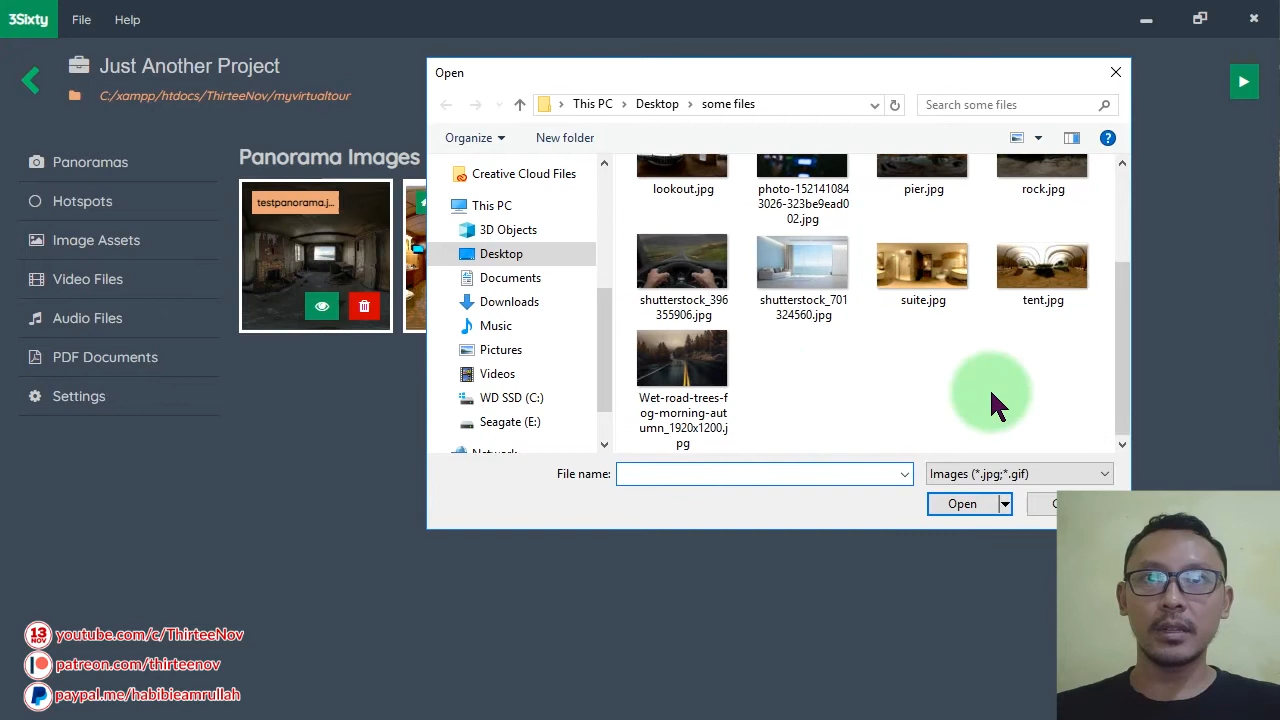 3Sixty
File
Help
Just Another Project
C:/xampp/htdocs/ThirteeNov/myvirtualtour
Panoramas
Hotspots
Image Assets
Video Files
Audio Files
PDF Documents
Settings
Panorama Images
testpanorama.j...
Open
This PC
Desktop
some files
Search some files
Organize
New folder
Creative Cloud Files
This PC
3D Objects
Desktop
Documents
Downloads
Music
Pictures
Videos
WD SSD (C:)
Seagate (E:)
Network
lookout.jpg
photo-152141084
3026-323be9ead0
02.jpg
pier.jpg
rock.jpg
shutterstock_396
355906.jpg
shutterstock_701
324560.jpg
suite.jpg
tent.jpg
Wet-road-trees-f
og-morning-aut
umn_1920x1200.j
pg
File name:
Images (*.jpg;*.gif)
Open
13
NOV
youtube.com/c/ThirteeNov
patreon.com/thirteenov
paypal.me/habibieamrullah